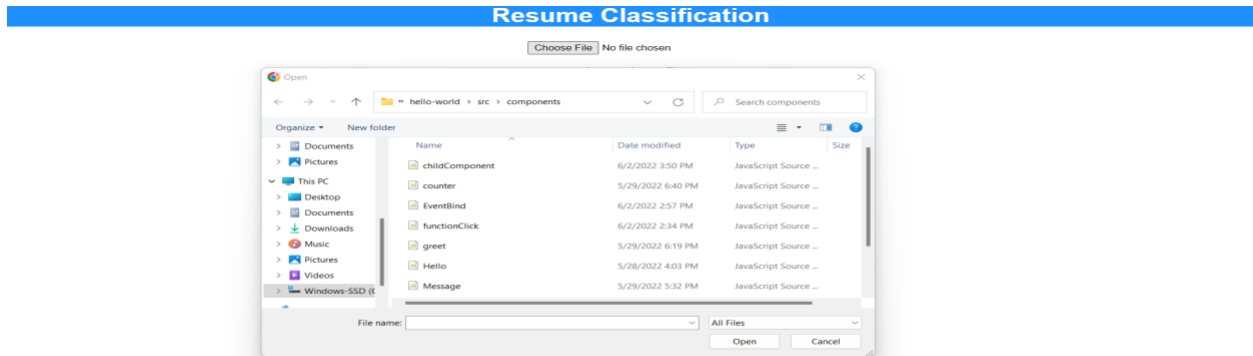 Resume Classification
Choose File No file chosen
Open
« hello-world > src > components
Search components
Organize New folder
Name Date modified Type Size
Documents
Pictures
This PC
Desktop
Documents
Downloads
Music
Pictures
Videos
Windows-SSD (C
childComponent 6/2/2022 3:50 PM JavaScript Source ...
counter 5/29/2022 6:40 PM JavaScript Source ...
EventBind 6/2/2022 2:57 PM JavaScript Source ...
functionClick 6/2/2022 2:34 PM JavaScript Source ...
greet 5/29/2022 6:19 PM JavaScript Source ...
Hello 5/28/2022 4:03 PM JavaScript Source ...
Message 5/29/2022 5:32 PM JavaScript Source ...
File name: All Files
Open Cancel